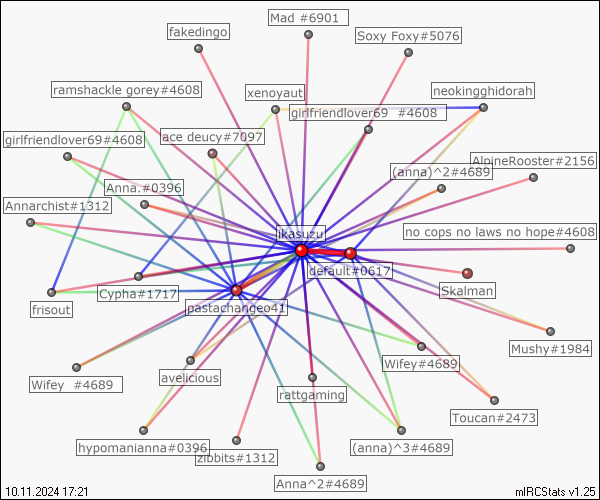 Mad #6901
fakedingo
Soxy Foxy#5076
ramshackle gorey#4608
xenoyaut
neokingghidorah
girlfriendlover69 #4608
girlfriendlover69#4608
ace deucy#7097
AlpineRooster#2156
(anna)^2#4689
Anna.#0396
Annarchist#1312
no cops no laws no hope#4608
ikasuzu
default#0617
Cypha#1717
Skalman
frisout
pastachangeo41
Mushy#1984
Wifey#4689
avelicious
Wifey #4689
rattgaming
Toucan#2473
hypomanianna#0396
(anna)^3#4689
zibbits#1312
Anna^2#4689
10.11.2024 17:21
mIRCStats v1.25